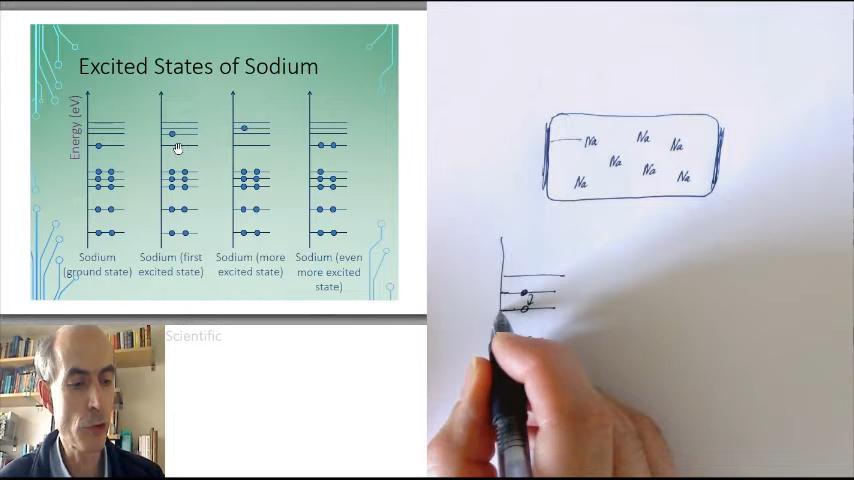 Excited States of Sodium
Energy (eV)
Sodium
(ground state)
Sodium (first
excited state)
Sodium (more
excited state)
Sodium (even
more excited
state)
Scientific
Na
Na
Na
Na
Na
Na
Na